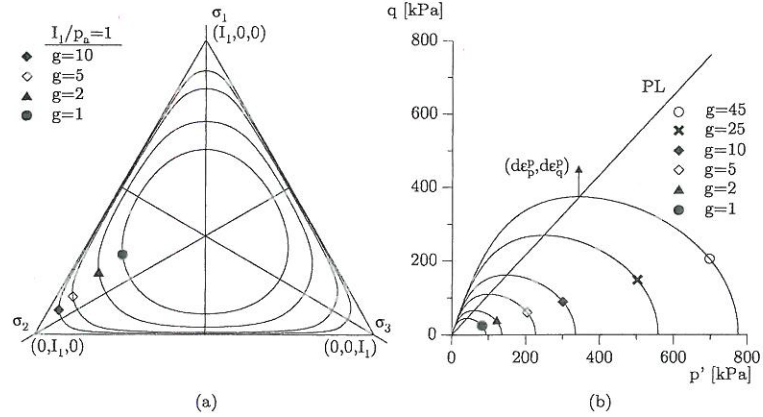 I₁/pₐ=1
g=10
g=5
g=2
g=1
σ₁
(I₁,0,0)
σ₂
(0,I₁,0)
σ₃
(0,0,I₁)
(a)
q [kPa]
800
600
400
200
0
0
200
400
600
800
p' [kPa]
PL
(dεₚᵖ,dε_qᵖ)
g=45
g=25
g=10
g=5
g=2
g=1
(b)